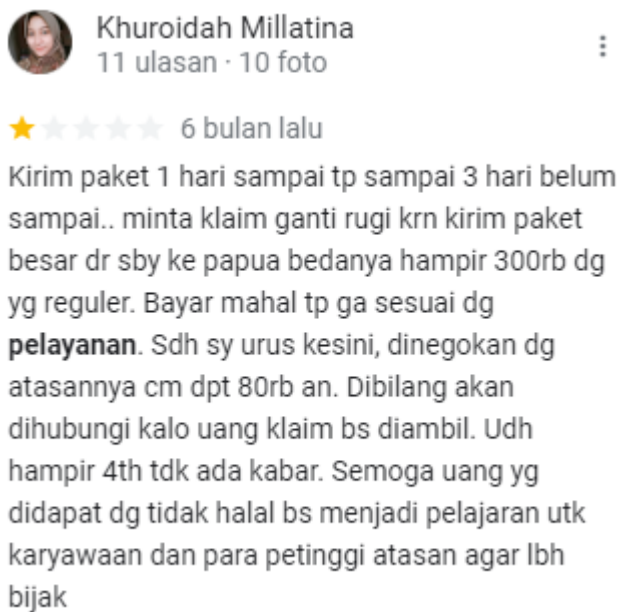 Khuroidah Millatina
11 ulasan · 10 foto
6 bulan lalu
Kirim paket 1 hari sampai tp sampai 3 hari belum
sampai.. minta klaim ganti rugi krn kirim paket
besar dr sby ke papua bedanya hampir 300rb dg
yg reguler. Bayar mahal tp ga sesuai dg
pelayanan. Sdh sy urus kesini, dinegokan dg
atasannya cm dpt 80rb an. Dibilang akan
dihubungi kalo uang klaim bs diambil. Udh
hampir 4th tdk ada kabar. Semoga uang yg
didapat dg tidak halal bs menjadi pelajaran utk
karyawaan dan para petinggi atasan agar lbh
bijak